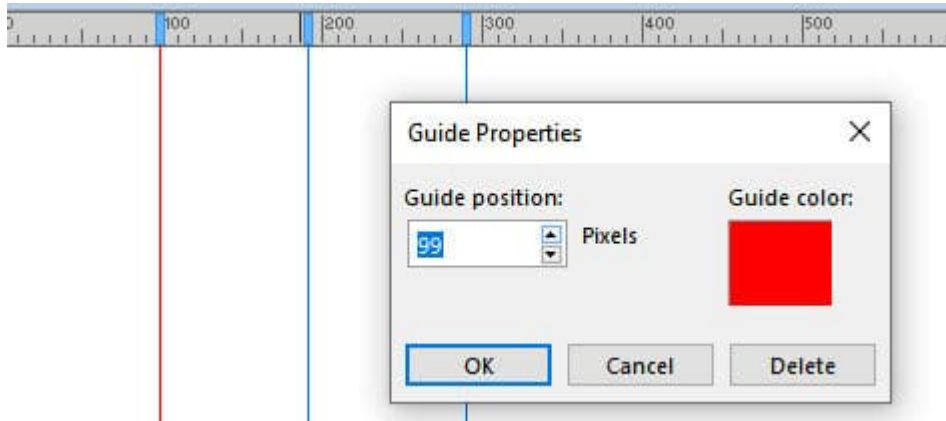 100 200 300 400 500
Guide Properties
Guide position: Guide color:
99 Pixels
OK Cancel Delete